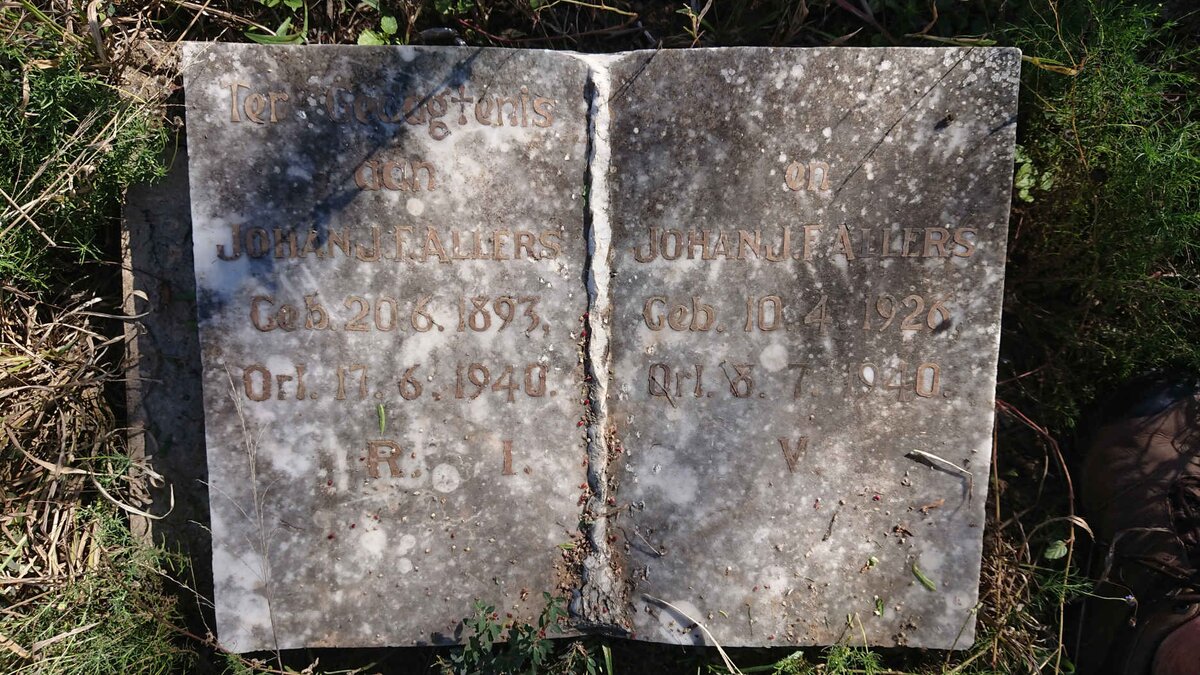 Ter Gedagtenis
aan
JOHAN J.F. ALLERS
Geb. 20.6.1893.
Orl. 17.6.1940.
R. I.
en
JOHAN J.F ALLERS
Geb. 10.4.1926.
Orl. 8.7.1940.
V